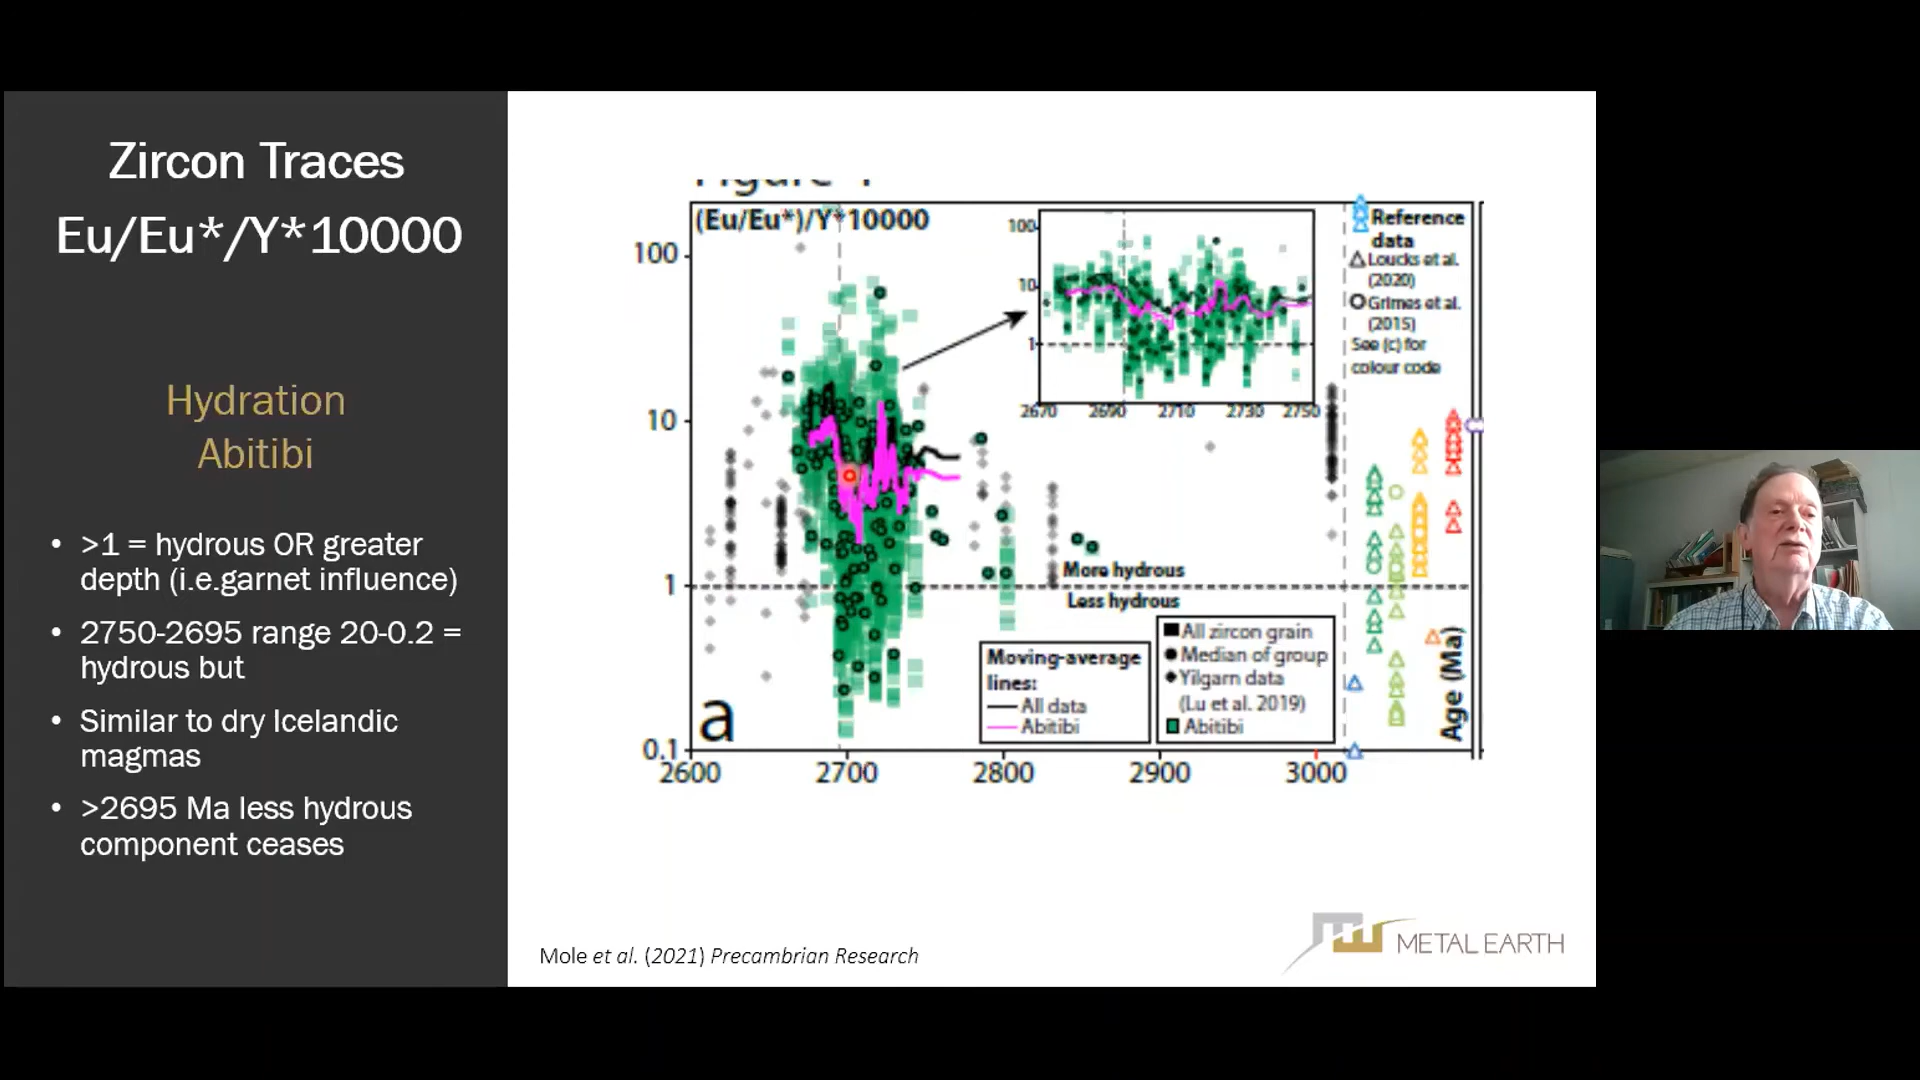 Zircon Traces
Eu/Eu*/Y*10000
Hydration
Abitibi
• >1 = hydrous OR greater
depth (i.e.garnet influence)
• 2750-2695 range 20-0.2 =
hydrous but
• Similar to dry Icelandic
magmas
• >2695 Ma less hydrous
component ceases
(Eu/Eu*)/Y*10000
100
10
1
0.1
2600
2700
2800
2900
3000
100
10
1
2670
2690
2710
2730
2750
Reference
data
Loucks et al.
(2020)
Grimes et al.
(2015)
See (c) for
colour code
More hydrous
Less hydrous
Moving-average
lines:
All data
Abitibi
All zircon grain
Median of group
Yilgarn data
(Lu et al. 2019)
Abitibi
Age (Ma)
a
Mole et al. (2021) Precambrian Research
METAL EARTH